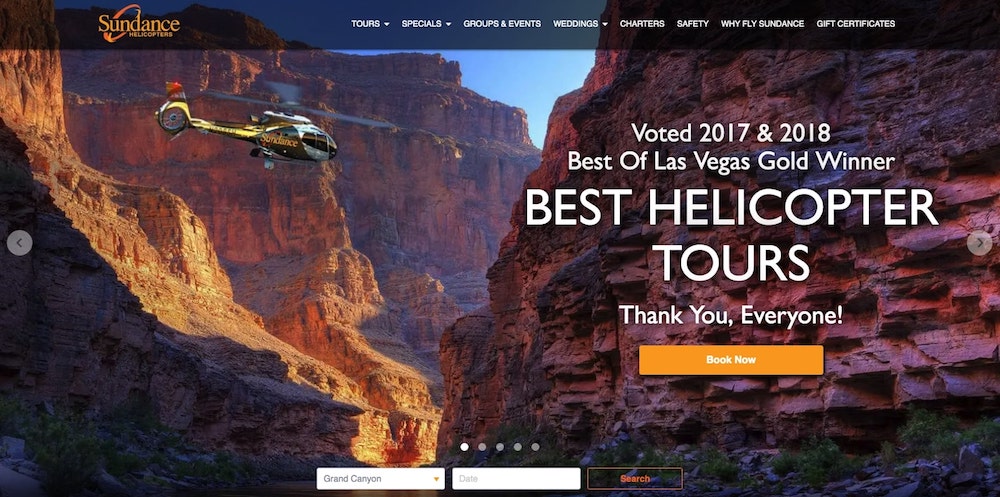 Sundance
HELICOPTERS
TOURS SPECIALS GROUPS & EVENTS WEDDINGS CHARTERS SAFETY WHY FLY SUNDANCE GIFT CERTIFICATES
Sundance
Voted 2017 & 2018
Best Of Las Vegas Gold Winner
BEST HELICOPTER
TOURS
Thank You, Everyone!
Book Now
Grand Canyon Date Search